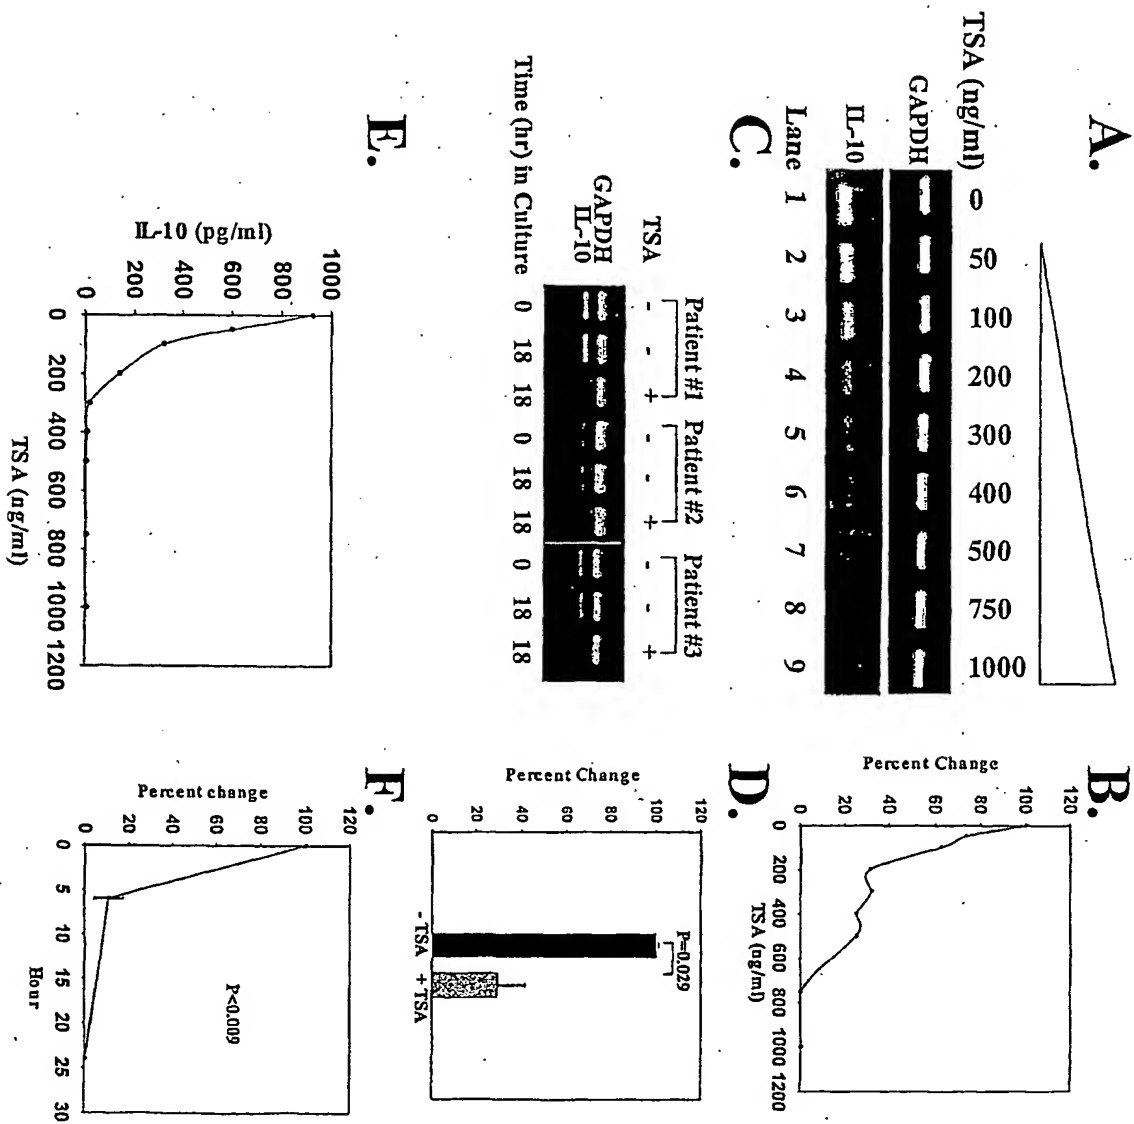 A.
TSA (ng/ml) 0 50 100 200 300 400 500 750 1000
GAPDH
IL-10
Lane 1 2 3 4 5 6 7 8 9
B.
Percent Change
120
100
80
60
40
20
0
0 200 400 600 800 1000 1200
TSA (ng/ml)
C.
Patient #1 Patient #2 Patient #3
TSA - - + - - + - - +
GAPDH
IL-10
Time (hr) in Culture 0 18 18 0 18 18 0 18 18
D.
Percent Change
120
100
80
60
40
20
0
P=0.029
- TSA + TSA
E.
IL-10 (pg/ml)
1000
800
600
400
200
0
0 200 400 600 800 1000 1200
TSA (ng/ml)
F.
Percent change
120
100
80
60
40
20
0
P<0.009
0 5 10 15 20 25 30
Hour